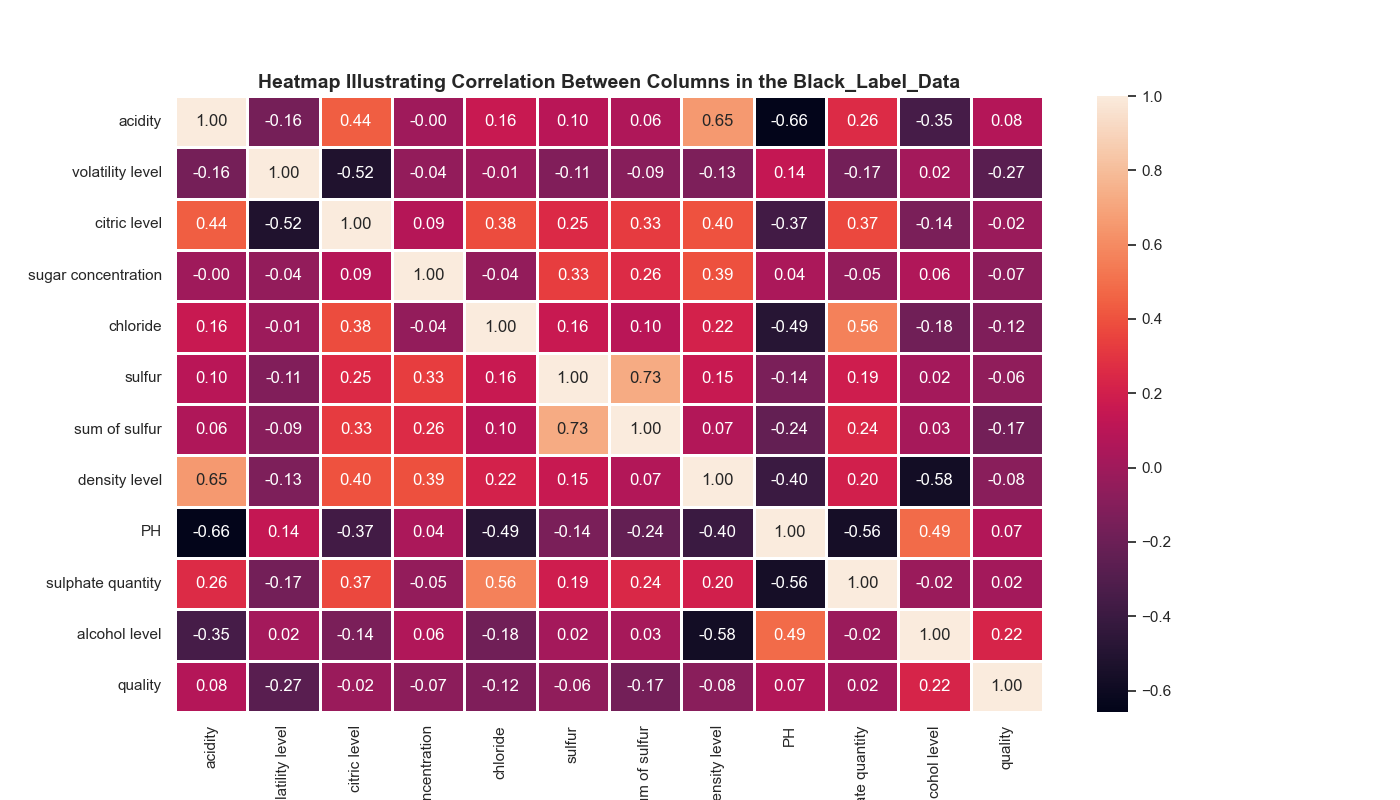 Heatmap Illustrating Correlation Between Columns in the Black_Label_Data
acidity 1.00 -0.16 0.44 -0.00 0.16 0.10 0.06 0.65 -0.66 0.26 -0.35 0.08
volatility level -0.16 1.00 -0.52 -0.04 -0.01 -0.11 -0.09 -0.13 0.14 -0.17 0.02 -0.27
citric level 0.44 -0.52 1.00 0.09 0.38 0.25 0.33 0.40 -0.37 0.37 -0.14 -0.02
sugar concentration -0.00 -0.04 0.09 1.00 -0.04 0.33 0.26 0.39 0.04 -0.05 0.06 -0.07
chloride 0.16 -0.01 0.38 -0.04 1.00 0.16 0.10 0.22 -0.49 0.56 -0.18 -0.12
sulfur 0.10 -0.11 0.25 0.33 0.16 1.00 0.73 0.15 -0.14 0.19 0.02 -0.06
sum of sulfur 0.06 -0.09 0.33 0.26 0.10 0.73 1.00 0.07 -0.24 0.24 0.03 -0.17
density level 0.65 -0.13 0.40 0.39 0.22 0.15 0.07 1.00 -0.40 0.20 -0.58 -0.08
PH -0.66 0.14 -0.37 0.04 -0.49 -0.14 -0.24 -0.40 1.00 -0.56 0.49 0.07
sulphate quantity 0.26 -0.17 0.37 -0.05 0.56 0.19 0.24 0.20 -0.56 1.00 -0.02 0.02
alcohol level -0.35 0.02 -0.14 0.06 -0.18 0.02 0.03 -0.58 0.49 -0.02 1.00 0.22
quality 0.08 -0.27 -0.02 -0.07 -0.12 -0.06 -0.17 -0.08 0.07 0.02 0.22 1.00
acidity
latility level
citric level
ncentration
chloride
sulfur
m of sulfur
ensity level
PH
ate quantity
cohol level
quality
1.0
0.8
0.6
0.4
0.2
0.0
−0.2
−0.4
−0.6